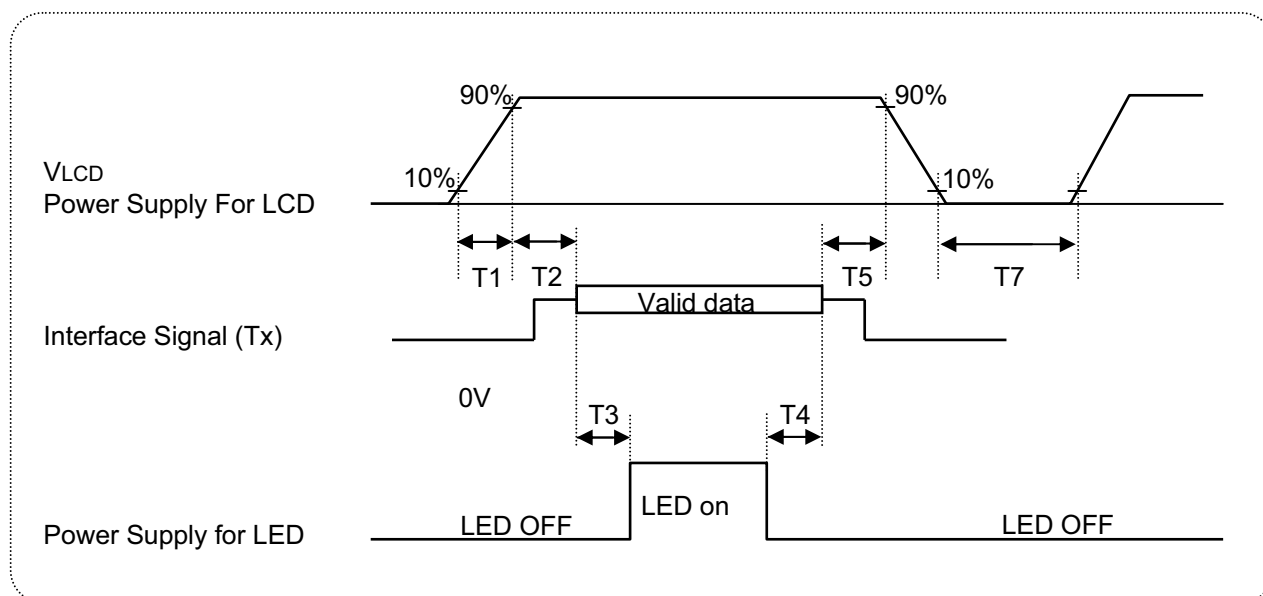 90%
90%
VLCD
10%
10%
Power Supply For LCD
T1
T2
T5
T7
Valid data
Interface Signal (Tx)
0V
T3
T4
LED on
Power Supply for LED
LED OFF
LED OFF